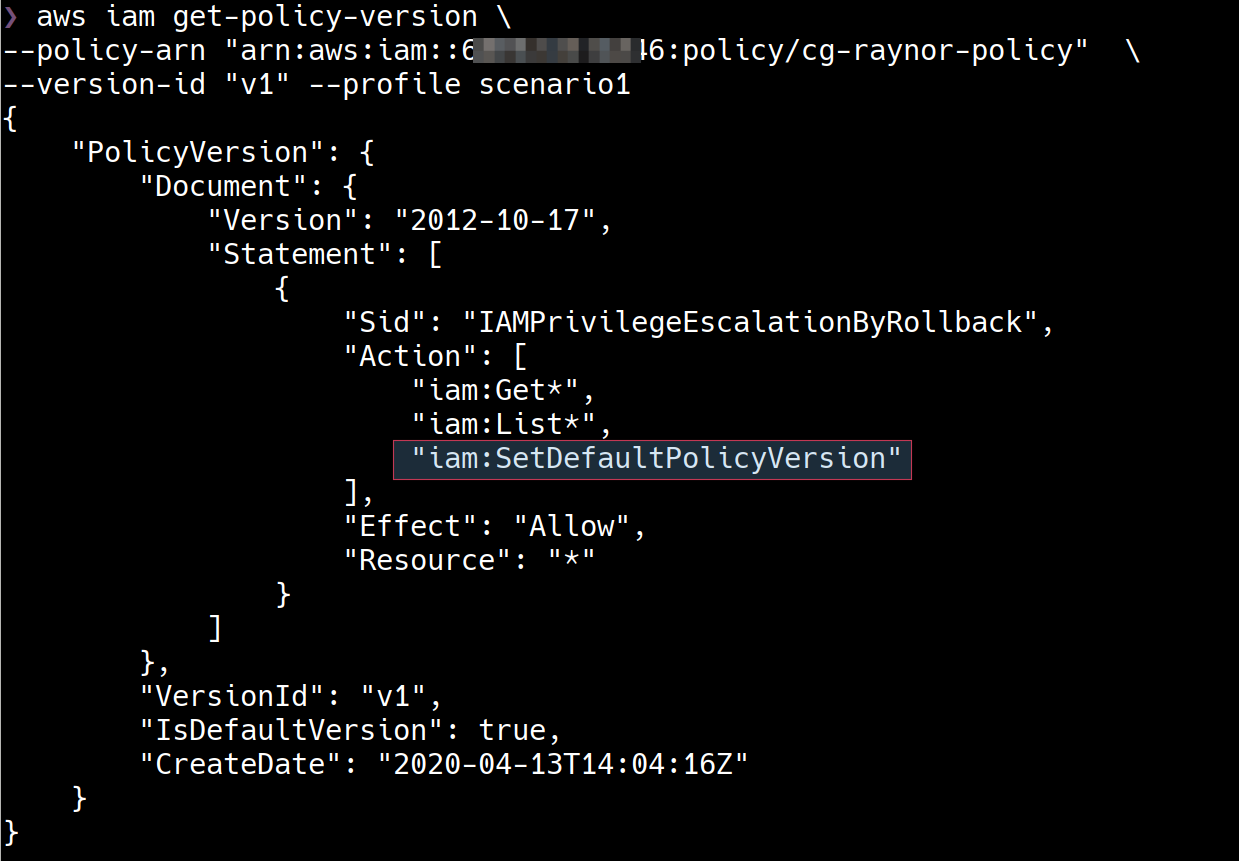 ❯ aws iam get-policy-version \
--policy-arn "arn:aws:iam::6 46:policy/cg-raynor-policy"  \
--version-id "v1" --profile scenario1
{
    "PolicyVersion": {
        "Document": {
            "Version": "2012-10-17",
            "Statement": [
                {
                    "Sid": "IAMPrivilegeEscalationByRollback",
                    "Action": [
                        "iam:Get*",
                        "iam:List*",
                        "iam:SetDefaultPolicyVersion"
                    ],
                    "Effect": "Allow",
                    "Resource": "*"
                }
            ]
        },
        "VersionId": "v1",
        "IsDefaultVersion": true,
        "CreateDate": "2020-04-13T14:04:16Z"
    }
}